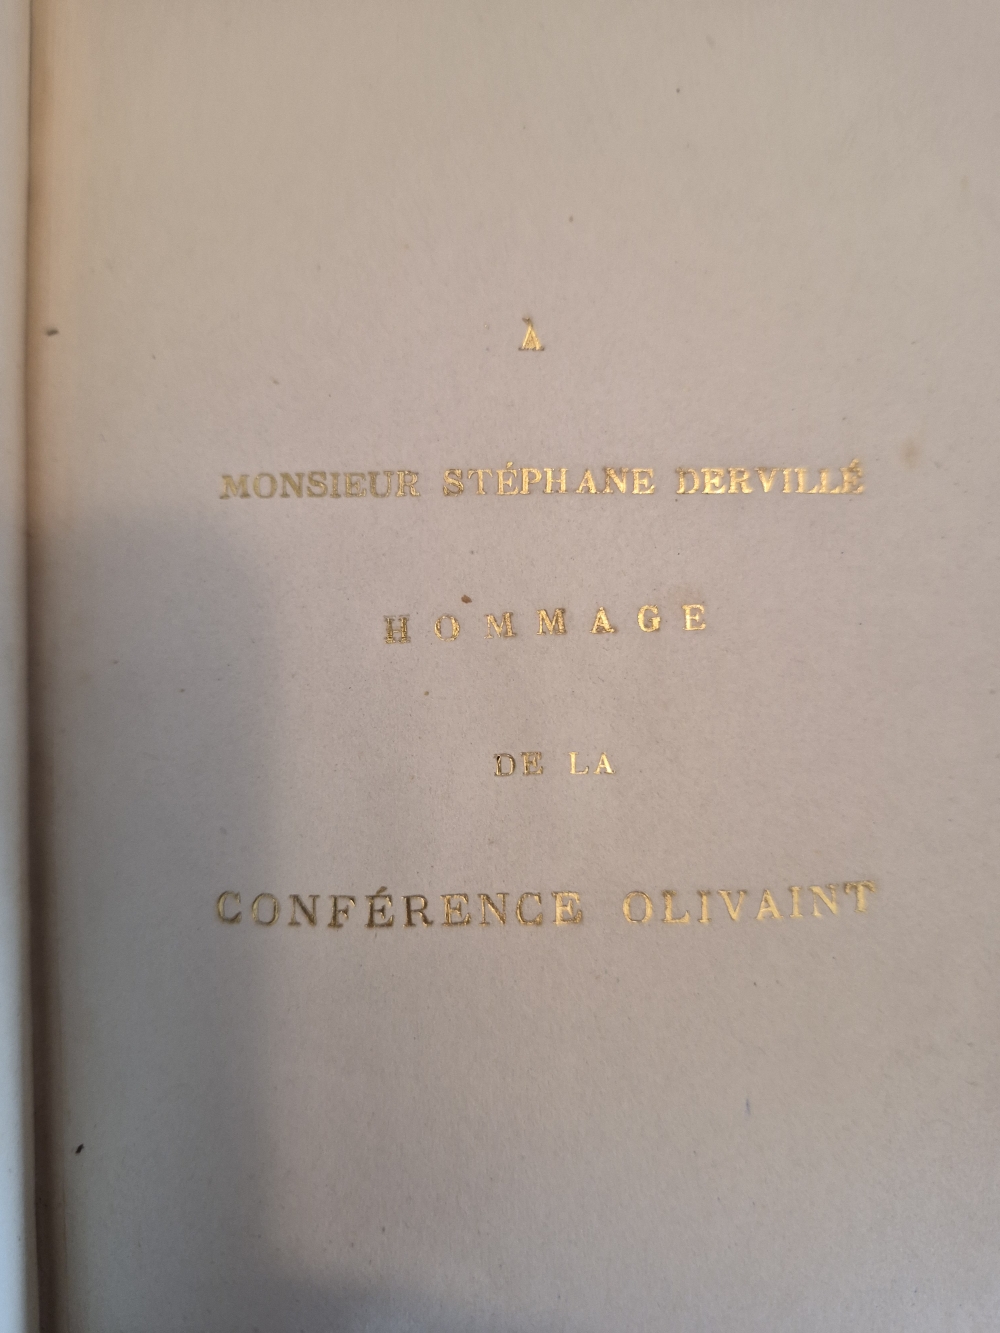 À
MONSIEUR STÉPHANE DERVILLÉ
HOMMAGE
DE LA
CONFÉRENCE OLIVAINT